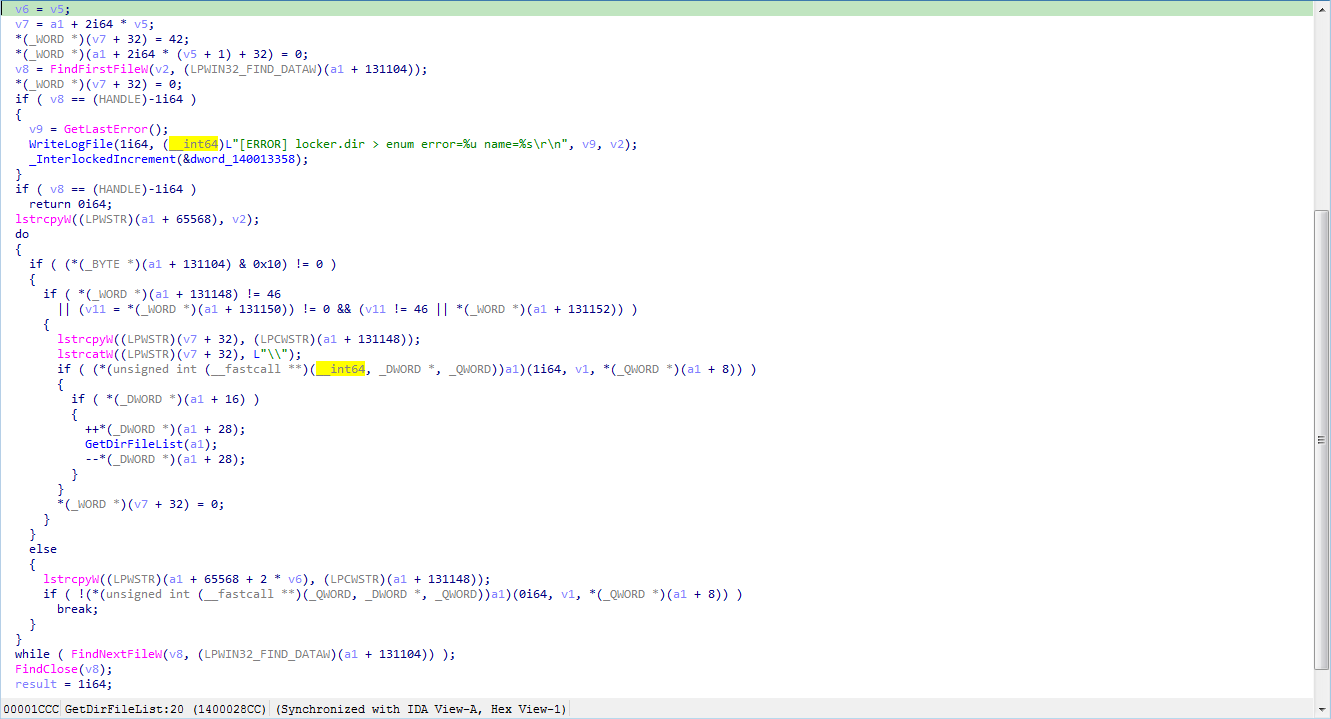 v6 = v5;
v7 = a1 + 2i64 * v5;
*(_WORD *)(v7 + 32) = 42;
*(_WORD *)(a1 + 2i64 * (v5 + 1) + 32) = 0;
v8 = FindFirstFileW(v2, (LPWIN32_FIND_DATAW)(a1 + 131104));
*(_WORD *)(v7 + 32) = 0;
if ( v8 == (HANDLE)-1i64 )
{
v9 = GetLastError();
WriteLogFile(1i64, (__int64)L"[ERROR] locker.dir > enum error=%u name=%s\r\n", v9, v2);
_InterlockedIncrement(&dword_140013358);
}
if ( v8 == (HANDLE)-1i64 )
return 0i64;
lstrcpyW((LPWSTR)(a1 + 65568), v2);
do
{
if ( (*(_BYTE *)(a1 + 131104) & 0x10) != 0 )
{
if ( *(_WORD *)(a1 + 131148) != 46
|| (v11 = *(_WORD *)(a1 + 131150)) != 0 && (v11 != 46 || *(_WORD *)(a1 + 131152)) )
{
lstrcpyW((LPWSTR)(v7 + 32), (LPCWSTR)(a1 + 131148));
lstrcatW((LPWSTR)(v7 + 32), L"\\");
if ( (*(unsigned int (__fastcall **)(__int64, _DWORD *, _QWORD))a1)(1i64, v1, *(_QWORD *)(a1 + 8)) )
{
if ( *(_DWORD *)(a1 + 16) )
{
++*(_DWORD *)(a1 + 28);
GetDirFileList(a1);
--*(_DWORD *)(a1 + 28);
}
}
*(_WORD *)(v7 + 32) = 0;
}
}
else
{
lstrcpyW((LPWSTR)(a1 + 65568 + 2 * v6), (LPCWSTR)(a1 + 131148));
if ( !(*(unsigned int (__fastcall **)(_QWORD, _DWORD *, _QWORD))a1)(0i64, v1, *(_QWORD *)(a1 + 8)) )
break;
}
}
while ( FindNextFileW(v8, (LPWIN32_FIND_DATAW)(a1 + 131104)) );
FindClose(v8);
result = 1i64;
00001CCC GetDirFileList:20 (1400028CC) (Synchronized with IDA View-A, Hex View-1)